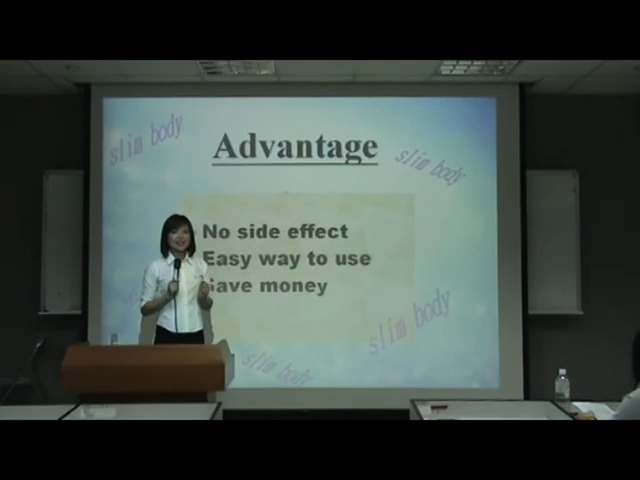 slim body
Advantage
slim body
No side effect
Easy way to use
Save money
slim body
slim body